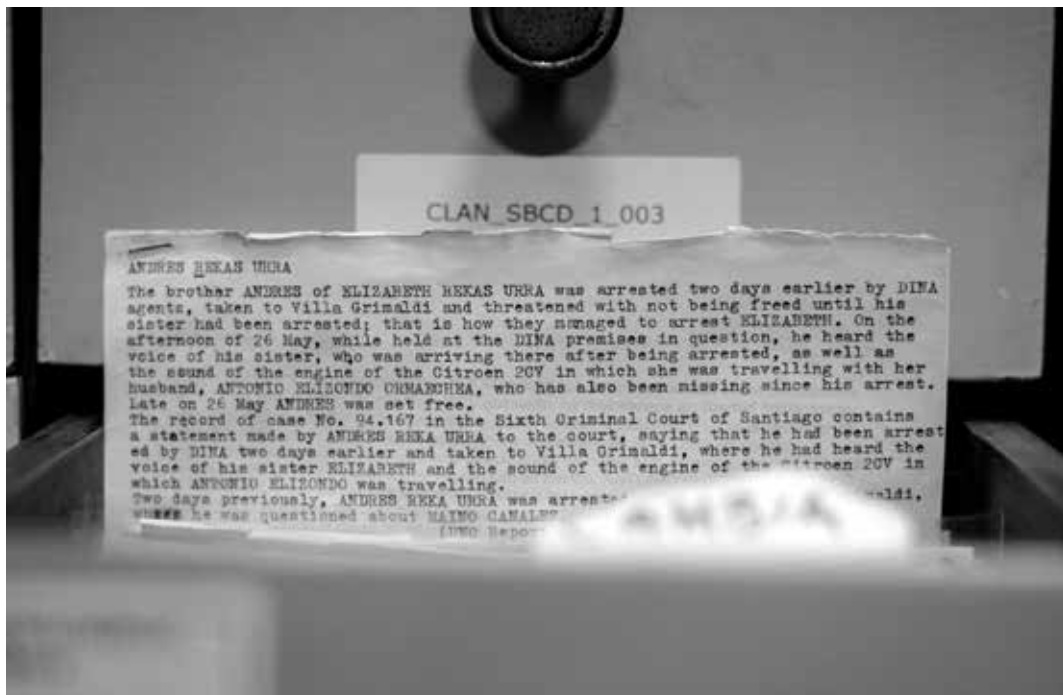 CLAN_SBCD_1_003
ANDRES REKAS URRA
The brother ANDRES of ELIZABETH REKAS URRA was arrested two days earlier by DINA
agents, taken to Villa Grimaldi and threatened with not being freed until his
sister had been arrested; that is how they managed to arrest ELIZABETH. On the
afternoon of 26 May, while held at the DINA premises in question, he heard the
voice of his sister, who was arriving there after being arrested, as well as
the sound of the engine of the Citroen 2CV in which she was travelling with her
husband, ANTONIO ELIZONDO ORMAECHEA, who has also been missing since his arrest.
Late on 26 May ANDRES was set free.
The record of case No. 94.167 in the Sixth Criminal Court of Santiago contains
a statement made by ANDRES REKA URRA to the court, saying that he had been arrest
ed by DINA two days earlier and taken to Villa Grimaldi, where he had heard the
voice of his sister ELIZABETH and the sound of the engine of the Citroen 2CV in
which ANTONIO ELIZONDO was travelling.
Two days previously, ANDRES REKA URRA was arrested
where he was questioned about MAINO CANALES